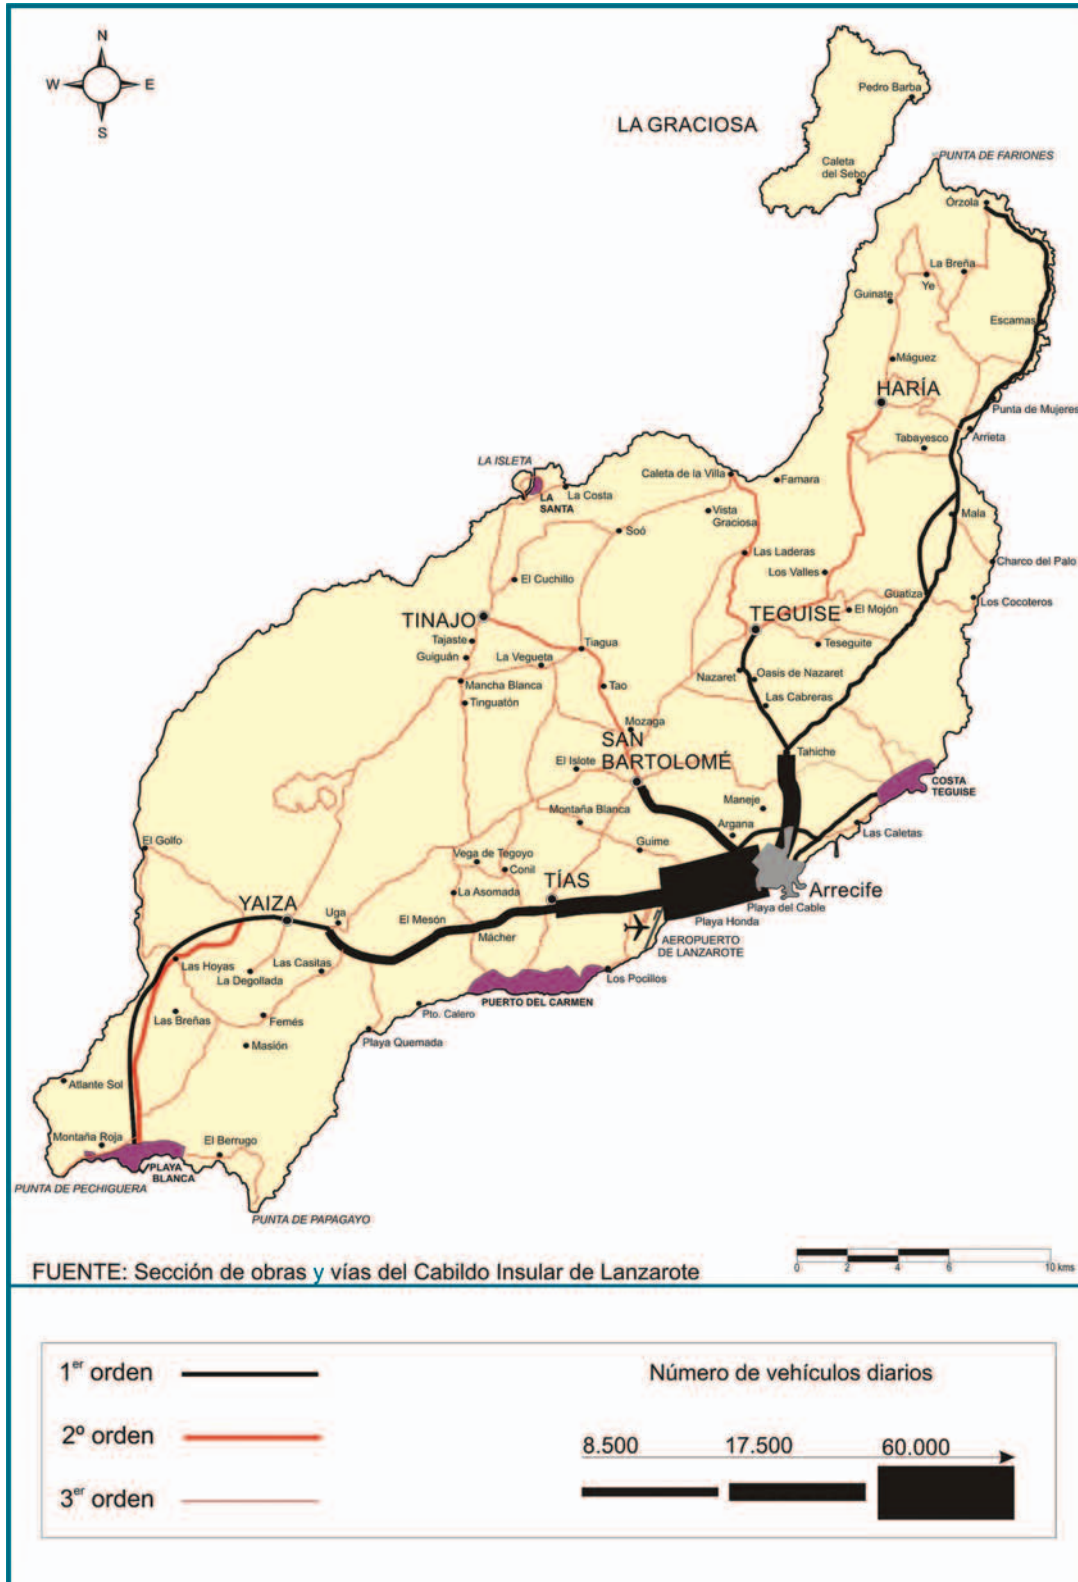 N
W E
S
Pedro Barba
LA GRACIOSA
Caleta
del Sebo
PUNTA DE FARIONES
Órzola
La Breña
Ye
Guinate
Escamas
Máguez
HARÍA
Punta de Mujeres
Arrieta
Tabayesco
LA ISLETA
LA
SANTA
La Costa
Caleta de la Villa
Famara
Vista
Graciosa
Mala
Soó
Las Laderas
Charco del Palo
Los Valles
El Cuchillo
Guatiza
Los Cocoteros
TINAJO
TEGUISE
El Mojón
Tajaste
Tiagua
Teseguite
Guiguán
La Vegueta
Nazaret
Oasis de Nazaret
Mancha Blanca
Tao
Las Cabreras
Tinguatón
Mozaga
SAN
BARTOLOMÉ
Tahiche
El Islote
COSTA
TEGUISE
Montaña Blanca
Maneje
Argana
Las Caletas
El Golfo
Guime
Vega de Tegoyo
Conil
TÍAS
Arrecife
La Asomada
YAIZA
Uga
El Mesón
Playa del Cable
Playa Honda
Mácher
AEROPUERTO
DE LANZAROTE
Las Hoyas
Las Casitas
La Degollada
Los Pocillos
PUERTO DEL CARMEN
Pto. Calero
Las Breñas
Femés
Playa Quemada
Masión
Atlante Sol
Montaña Roja
El Berrugo
PLAYA
BLANCA
PUNTA DE PECHIGUERA
PUNTA DE PAPAGAYO
FUENTE: Sección de obras y vías del Cabildo Insular de Lanzarote
0 2 4 6 10 kms
1er orden
2º orden
3er orden
Número de vehículos diarios
8.500 17.500 60.000